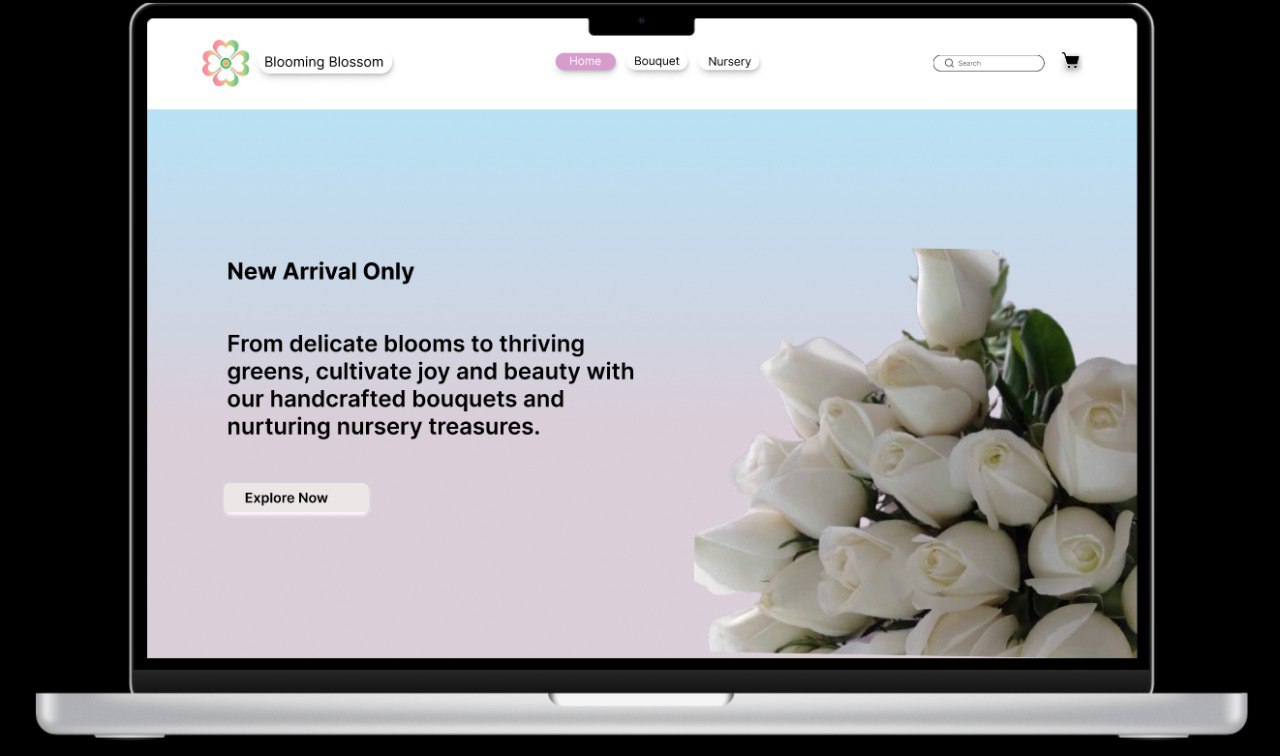 Blooming Blossom
Home
Bouquet
Nursery
Search
New Arrival Only
From delicate blooms to thriving
greens, cultivate joy and beauty with
our handcrafted bouquets and
nurturing nursery treasures.
Explore Now